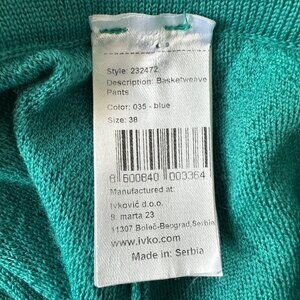 Style: 232472
Description: Basketweave
Pants
Color: 035 - blue
Size: 38
8 600840 003364
Manufactured at:
Ivković d.o.o.
9. marta 23
11307 Boleč-Beograd,Serbia
www.ivko.com
Made in: Serbia